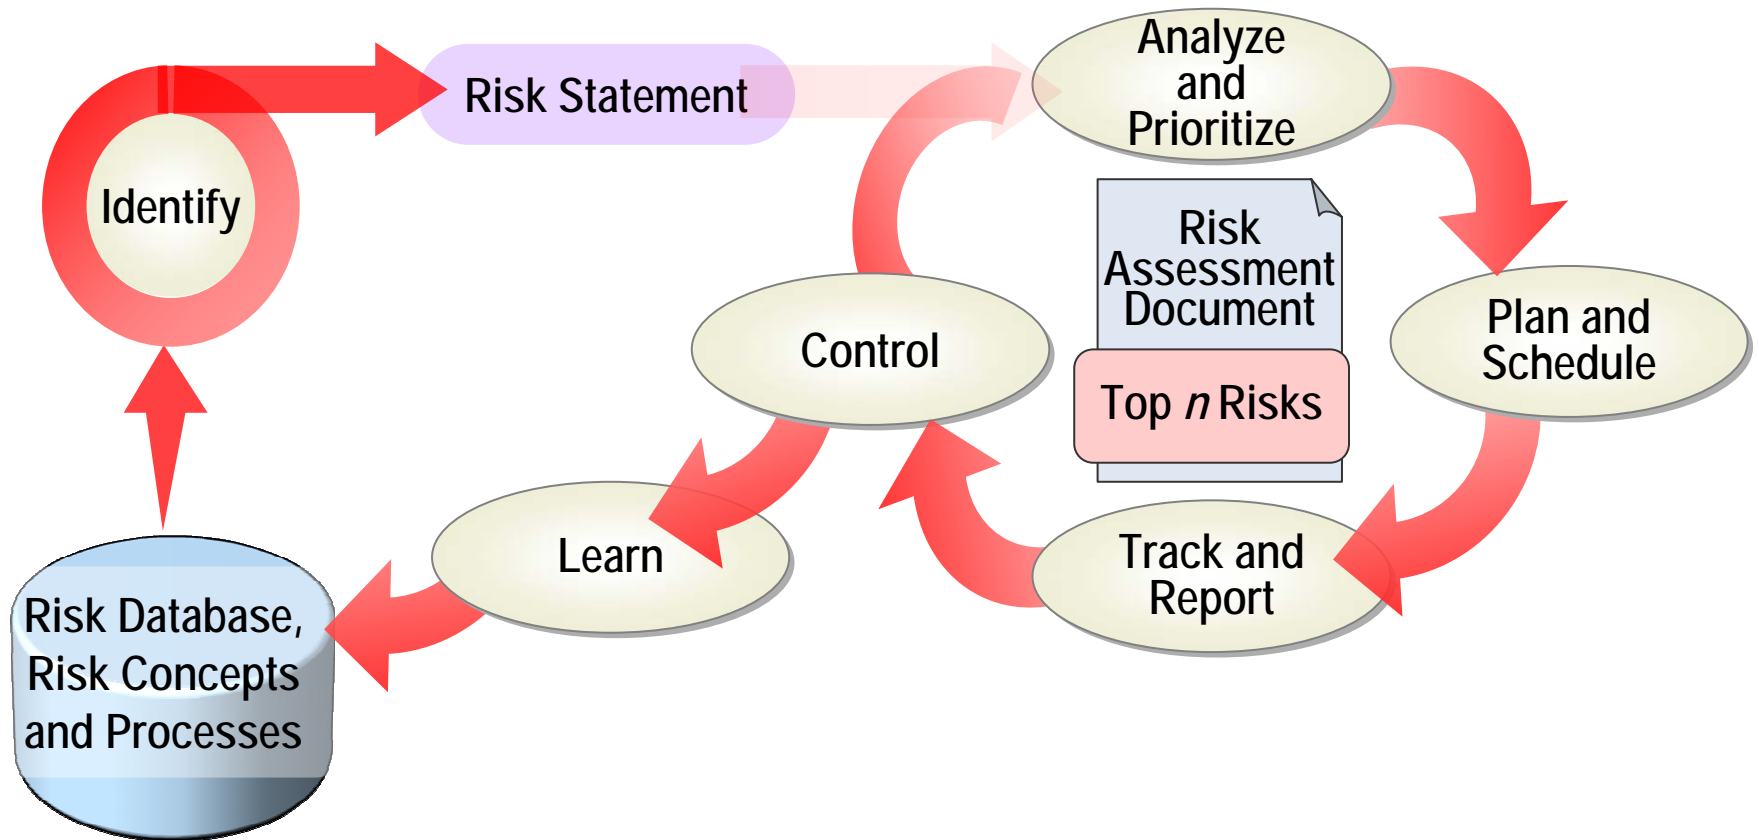 Analyze
and
Prioritize
Risk Statement
Identify
Risk
Assessment
Document
Plan and
Schedule
Control
Top n Risks
Track and
Report
Learn
Risk Database,
Risk Concepts
and Processes